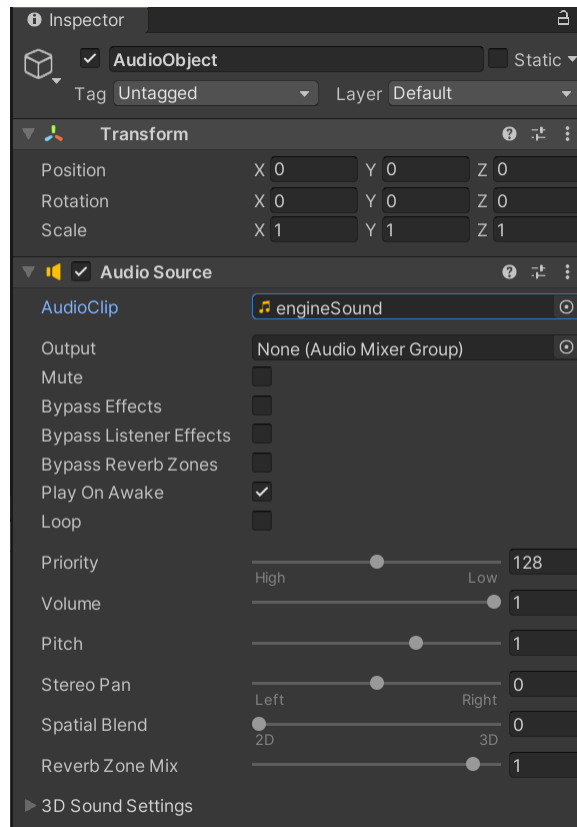 Inspector
AudioObject Static
Tag Untagged Layer Default
Transform
Position X 0 Y 0 Z 0
Rotation X 0 Y 0 Z 0
Scale X 1 Y 1 Z 1
Audio Source
AudioClip engineSound
Output None (Audio Mixer Group)
Mute
Bypass Effects
Bypass Listener Effects
Bypass Reverb Zones
Play On Awake
Loop
Priority 128
High Low
Volume 1
Pitch 1
Stereo Pan 0
Left Right
Spatial Blend 0
2D 3D
Reverb Zone Mix 1
3D Sound Settings